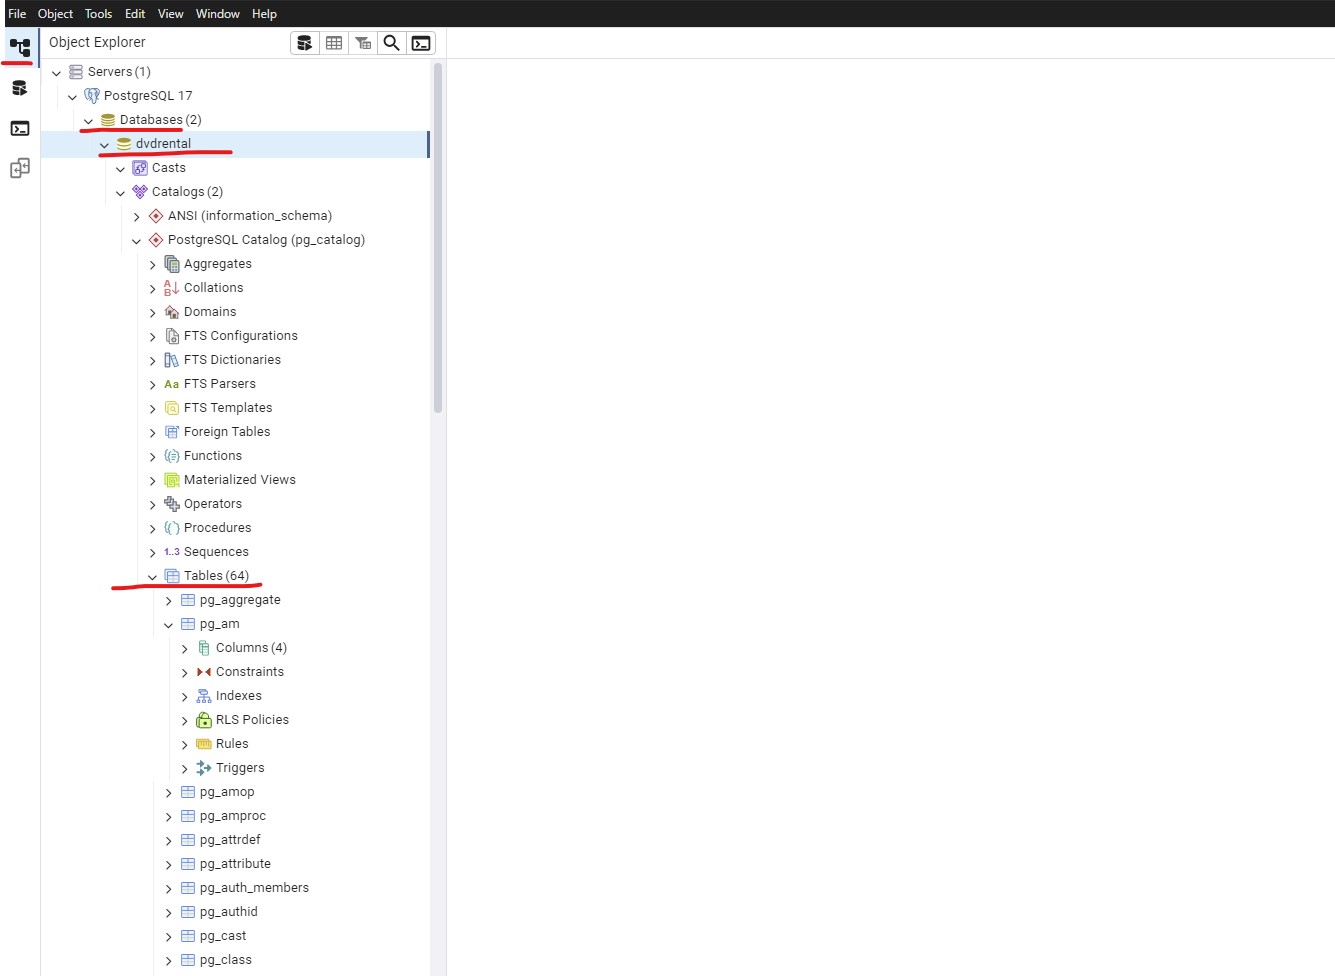 File Object Tools Edit View Window Help
Object Explorer
Servers (1)
PostgreSQL 17
Databases (2)
dvdrental
Casts
Catalogs (2)
ANSI (information_schema)
PostgreSQL Catalog (pg_catalog)
Aggregates
Collations
Domains
FTS Configurations
FTS Dictionaries
Aa FTS Parsers
FTS Templates
Foreign Tables
Functions
Materialized Views
Operators
Procedures
1..3 Sequences
Tables (64)
pg_aggregate
pg_am
Columns (4)
Constraints
Indexes
RLS Policies
Rules
Triggers
pg_amop
pg_amproc
pg_attrdef
pg_attribute
pg_auth_members
pg_authid
pg_cast
pg_class